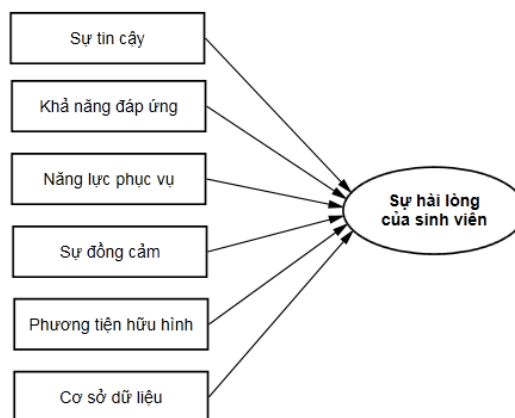 Sự tin cậy
Khả năng đáp ứng
Năng lực phục vụ
Sự đồng cảm
Phương tiện hữu hình
Cơ sở dữ liệu
Sự hài lòng
của sinh viên